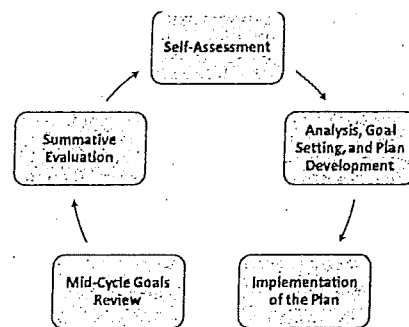 Self-Assessment
Summative
Evaluation
Analysis, Goal
Setting, and Plan
Development
Mid-Cycle Goals
Review
Implementation
of the Plan